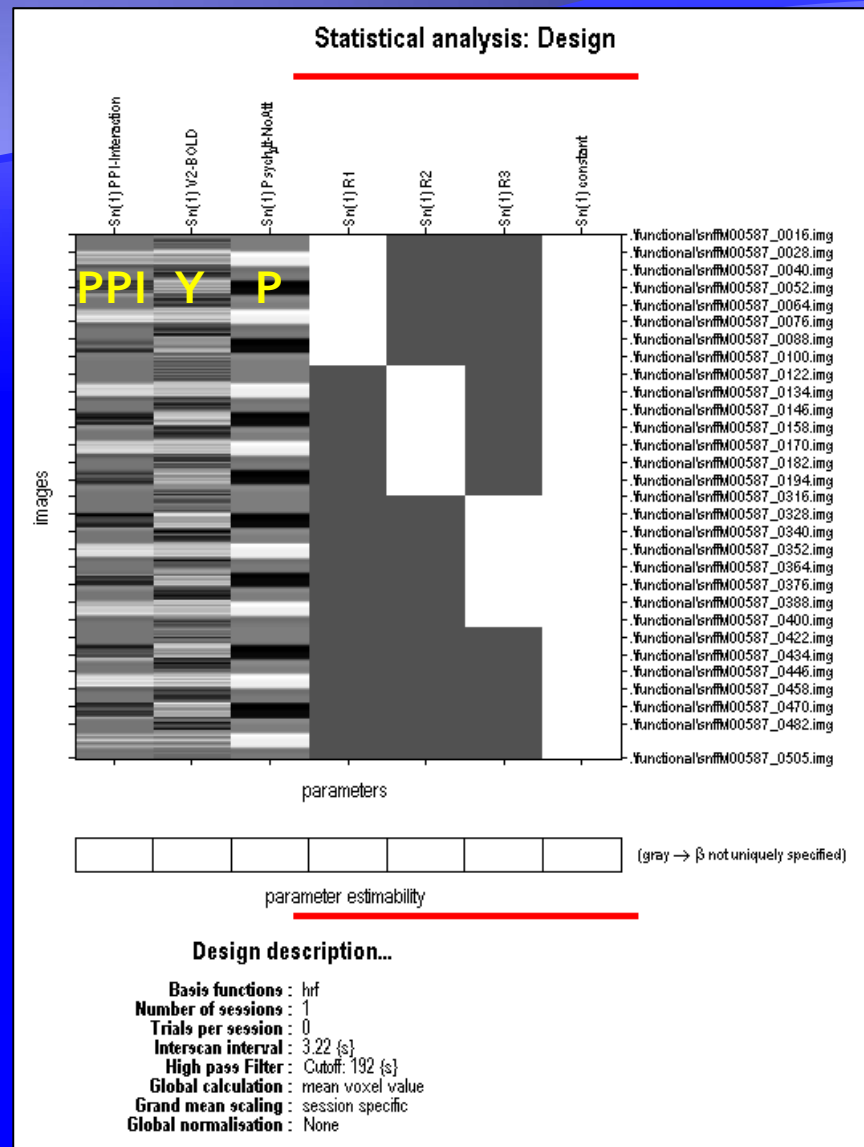 Statistical analysis: Design
Sn(1) PPI-Interaction
Sn(1) V2-BOLD
Sn(1) Psych_Att-NoAtt
Sn(1) R1
Sn(1) R2
Sn(1) R3
Sn(1) constant
PPI Y P
images
.\functional\snffM00587_0016.img
.\functional\snffM00587_0028.img
.\functional\snffM00587_0040.img
.\functional\snffM00587_0052.img
.\functional\snffM00587_0064.img
.\functional\snffM00587_0076.img
.\functional\snffM00587_0088.img
.\functional\snffM00587_0100.img
.\functional\snffM00587_0122.img
.\functional\snffM00587_0134.img
.\functional\snffM00587_0146.img
.\functional\snffM00587_0158.img
.\functional\snffM00587_0170.img
.\functional\snffM00587_0182.img
.\functional\snffM00587_0194.img
.\functional\snffM00587_0316.img
.\functional\snffM00587_0328.img
.\functional\snffM00587_0340.img
.\functional\snffM00587_0352.img
.\functional\snffM00587_0364.img
.\functional\snffM00587_0376.img
.\functional\snffM00587_0388.img
.\functional\snffM00587_0400.img
.\functional\snffM00587_0422.img
.\functional\snffM00587_0434.img
.\functional\snffM00587_0446.img
.\functional\snffM00587_0458.img
.\functional\snffM00587_0470.img
.\functional\snffM00587_0482.img
.\functional\snffM00587_0505.img
parameters
(gray → β not uniquely specified)
parameter estimability
Design description...
Basis functions : hrf
Number of sessions : 1
Trials per session : 0
Interscan interval : 3.22 {s}
High pass Filter : Cutoff: 192 {s}
Global calculation : mean voxel value
Grand mean scaling : session specific
Global normalisation : None